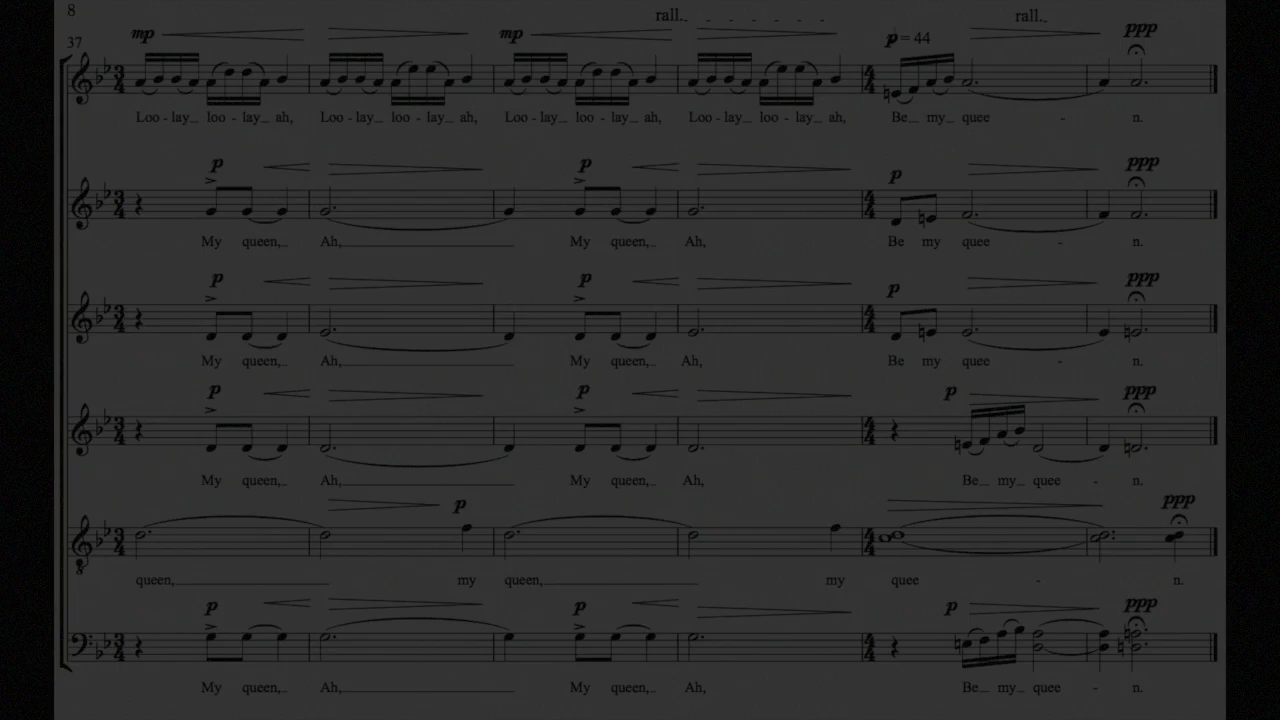 8
rall.
rall.
37
mp
mp
p = 44
ppp
Loo - lay_ loo - lay_ ah, Loo - lay_ loo - lay_ ah, Loo - lay_ loo - lay_ ah, Loo - lay_ loo - lay_ ah, Be_ my_ quee - n.
p p p ppp
My queen,_ Ah,_ My queen,_ Ah, Be my quee - n.
p p p ppp
My queen,_ Ah,_ My queen,_ Ah, Be my quee - n.
p p p ppp
My queen,_ Ah,_ My queen,_ Ah, Be_ my_ quee - n.
p ppp
queen,_ my queen,_ my quee - n.
p p p ppp
My queen,_ Ah,_ My queen,_ Ah, Be_ my_ quee - n.